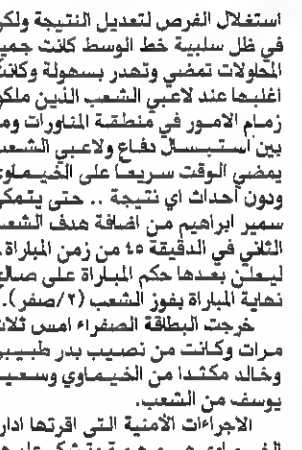 استغلال الفرص لتعديل النتيجة ولكن
في ظل سلبية خط الوسط كانت جميع
المحاولات تمضي وتهدر بسهولة وكانت
أغلبها عند لاعبي الشعب الذين ملكوا
زمام الامور في منطقة المناورات وما
بين استبسال دفاع ولاعبي الشعب
يمضي الوقت سريعا على الخيماوي
ودون أحداث اي نتيجة .. حتى يتمكن
سمير ابراهيم من اضافة هدف الشعب
الثاني في الدقيقة ٤٥ من زمن المباراة.
ليعلن بعدها حكم المباراة على صالح
نهاية المباراة بفوز الشعب (٢/صفر).
خرجت البطاقة الصفراء امس ثلاث
مرات وكانت من نصيب بدر طبيب
وخالد مكثدا من الخيماوي وسعيد
يوسف من الشعب.
الاجراءات الأمنية التي اقرتها ادارة